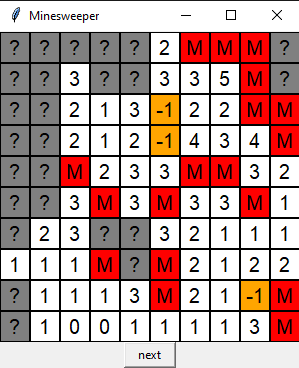 Minesweeper
? ? ? ? ? 2 M M M ?
? ? 3 ? ? 3 3 5 M ?
? ? 2 1 3 -1 2 2 M M
? ? 2 1 2 -1 4 3 4 M
? ? M 2 3 3 M M 3 2
? ? 3 M 3 M 3 3 M 1
? 2 3 ? ? 3 2 1 1 1
1 1 1 M ? M 2 1 2 2
? 1 1 1 3 M 2 1 -1 M
? 1 0 0 1 1 1 1 3 M
next